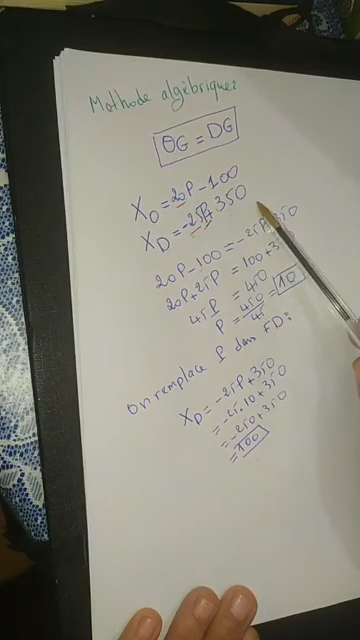 Methode algébrique:
OG = DG
XO = 20P - 100
XD = -25P + 350
20P - 100 = -25P + 350
20P + 25P = 100 + 350
45P = 450
P = 450/45 = 10
on remplace P dans FD:
XD = -25P + 350
= -25.10 + 350
= -250 + 350
= 100